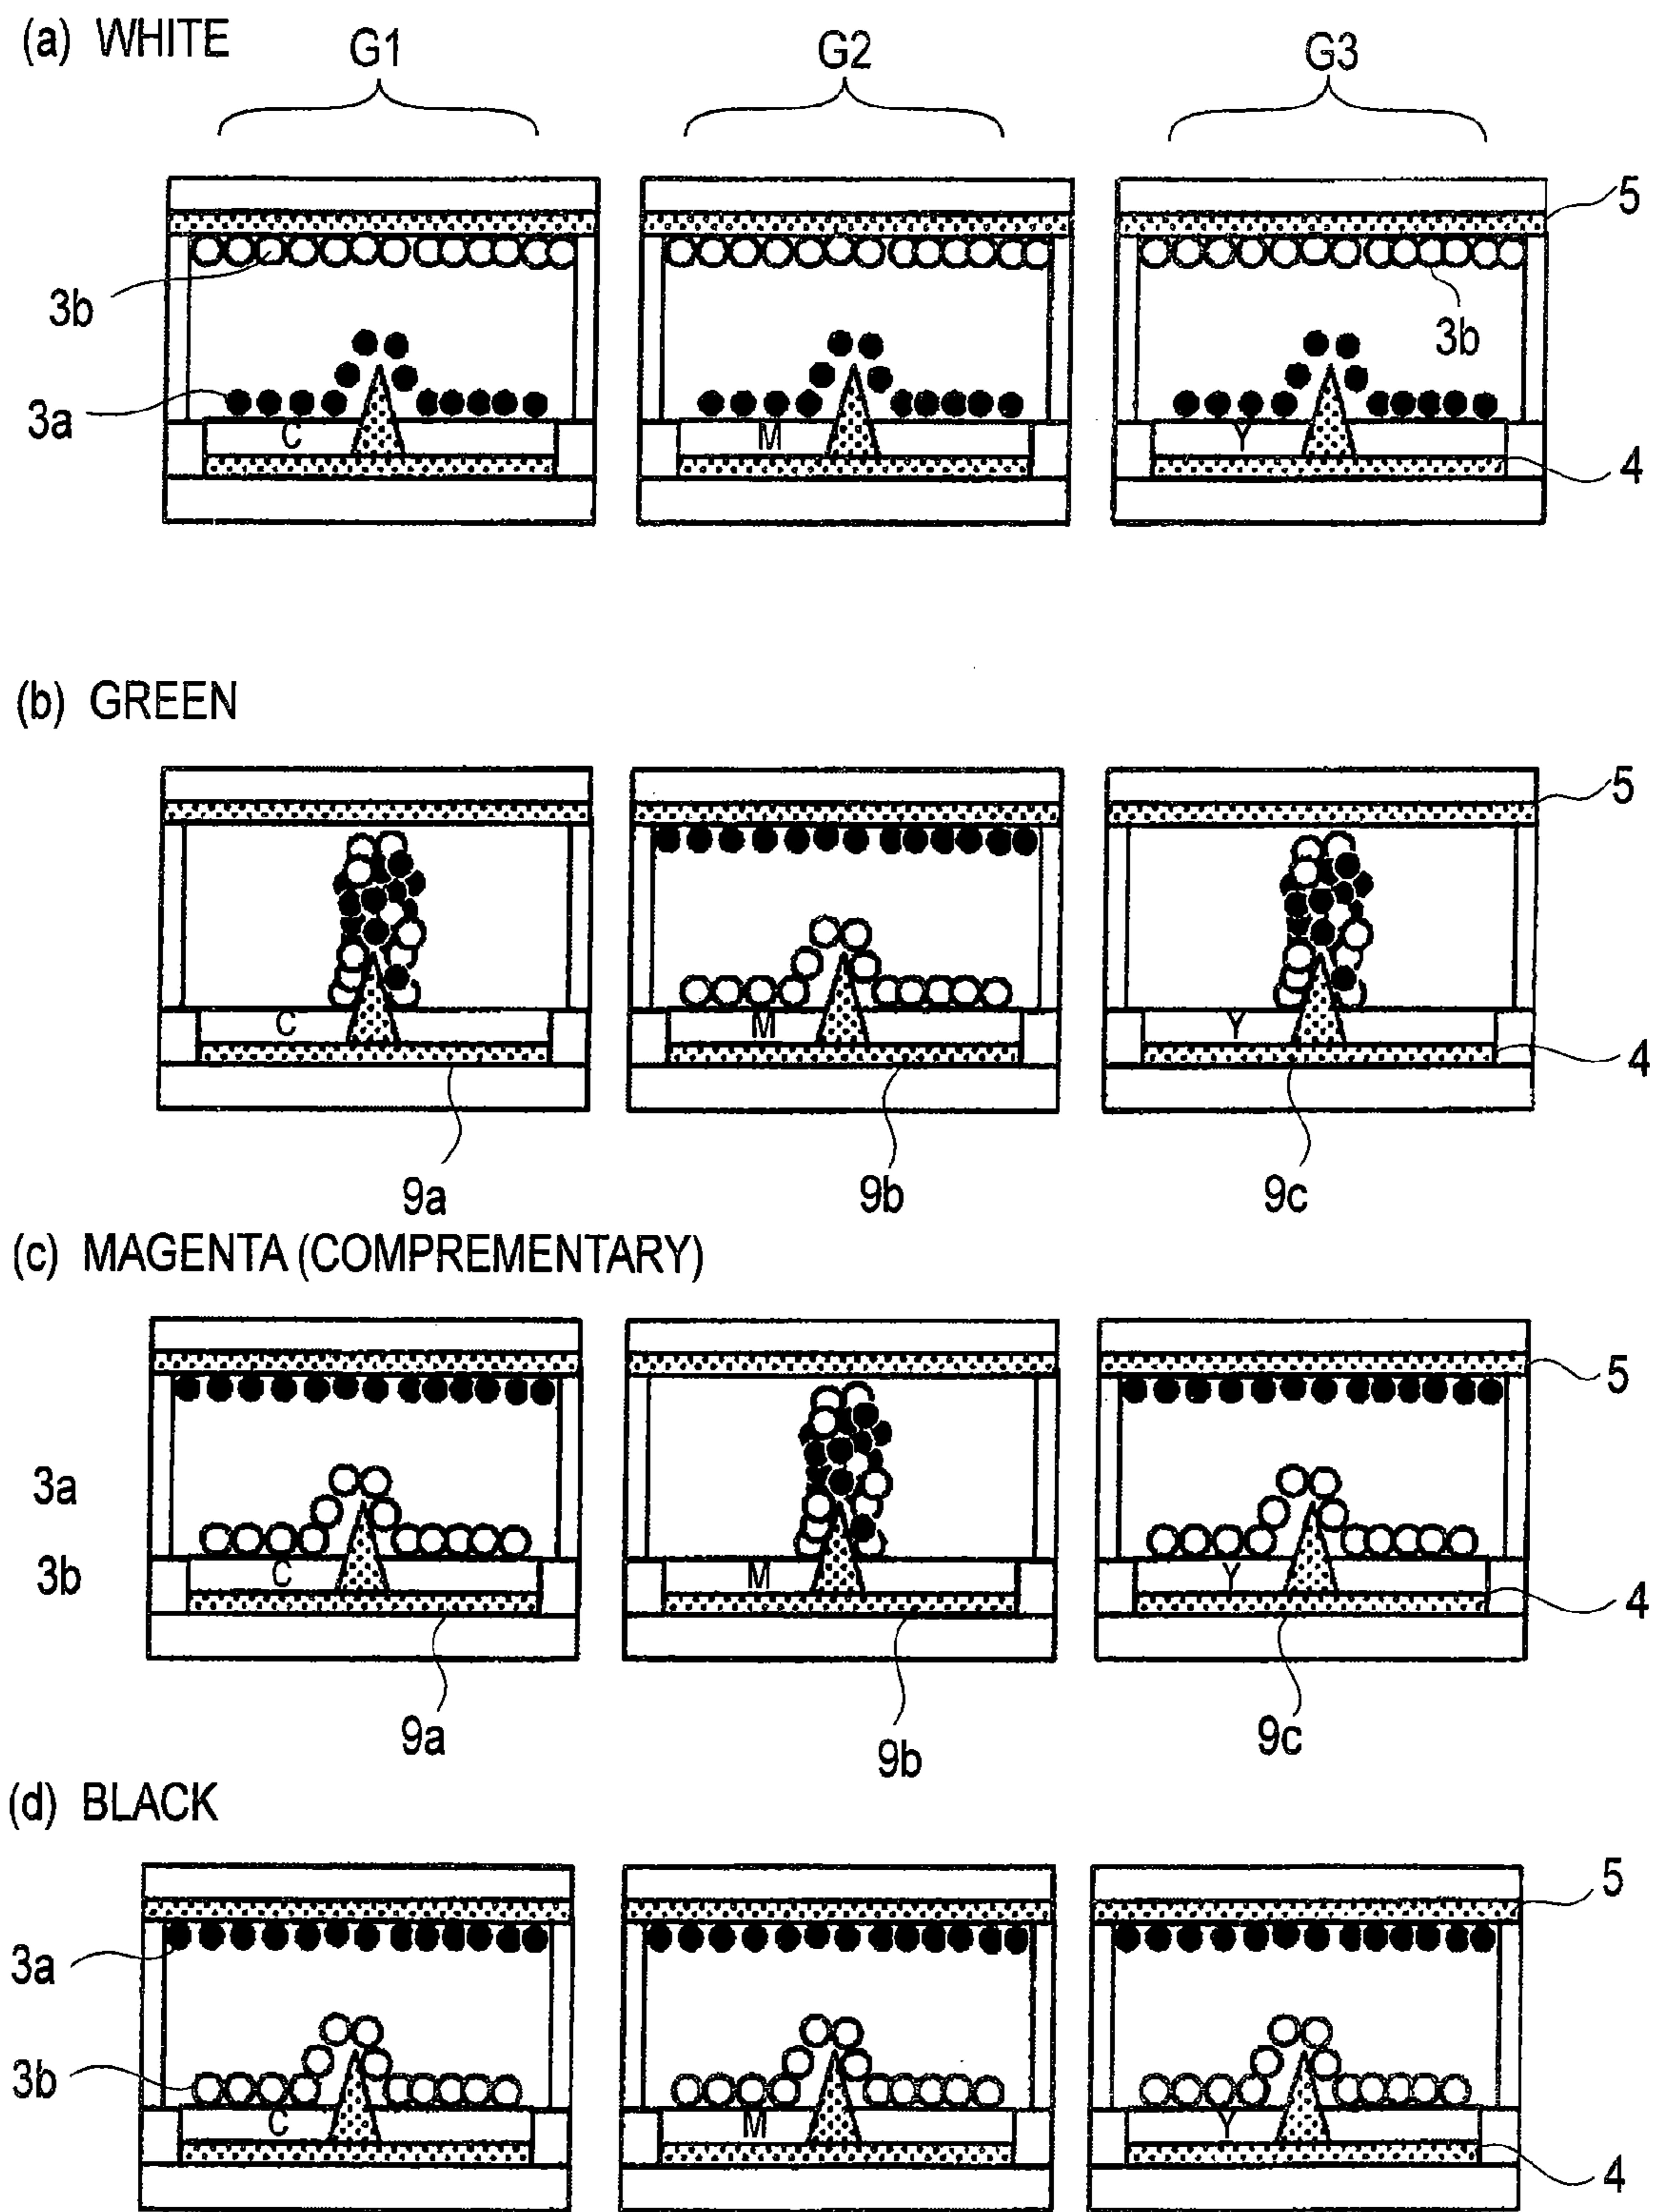 (a) WHITE
G1 G2 G3
5
3b
3b
3a
C M Y
4
(b) GREEN
5
C M Y
4
9a 9b 9c
(c) MAGENTA (COMPREMENTARY)
5
3a
3b
C M Y
4
9a 9b 9c
(d) BLACK
5
3a
3b
C M Y
4